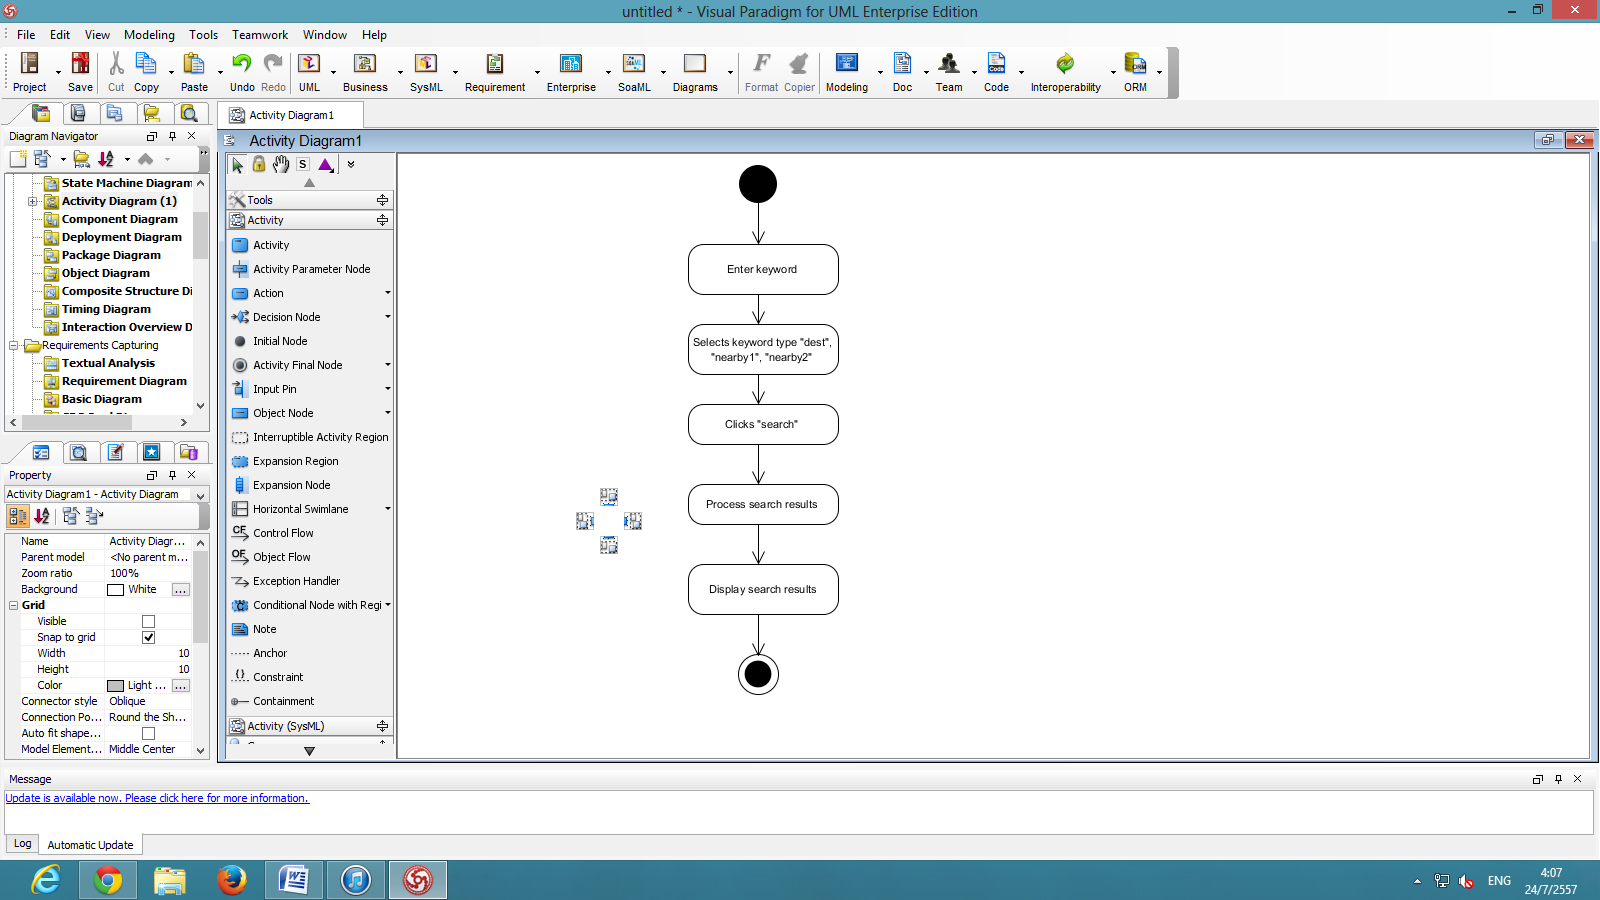 untitled * - Visual Paradigm for UML Enterprise Edition
File Edit View Modeling Tools Teamwork Window Help
Project Save Cut Copy Paste Undo Redo UML Business SysML Requirement Enterprise SoaML Diagrams Format Copier Modeling Doc Team Code Interoperability ORM
Activity Diagram1
Diagram Navigator
State Machine Diagram
Activity Diagram (1)
Component Diagram
Deployment Diagram
Package Diagram
Object Diagram
Composite Structure Di
Timing Diagram
Interaction Overview D
Requirements Capturing
Textual Analysis
Requirement Diagram
Basic Diagram
Property
Activity Diagram1 - Activity Diagram
Name Activity Diagr...
Parent model <No parent m...
Zoom ratio 100%
Background White ...
Grid
Visible
Snap to grid
Width 10
Height 10
Color Light ... ...
Connector style Oblique
Connection Po... Round the Sh...
Auto fit shape...
Model Element... Middle Center
Activity Diagram1
S
Tools
Activity
Activity
Activity Parameter Node
Action
Decision Node
Initial Node
Activity Final Node
Input Pin
Object Node
Interruptible Activity Region
Expansion Region
Expansion Node
Horizontal Swimlane
CF Control Flow
OF Object Flow
Exception Handler
Conditional Node with Regi
Note
Anchor
Constraint
Containment
Activity (SysML)
Enter keyword
Selects keyword type "dest",
"nearby1", "nearby2"
Clicks "search"
Process search results
Display search results
Message
Update is available now. Please click here for more information.
Log Automatic Update
ENG
4:07
24/7/2557